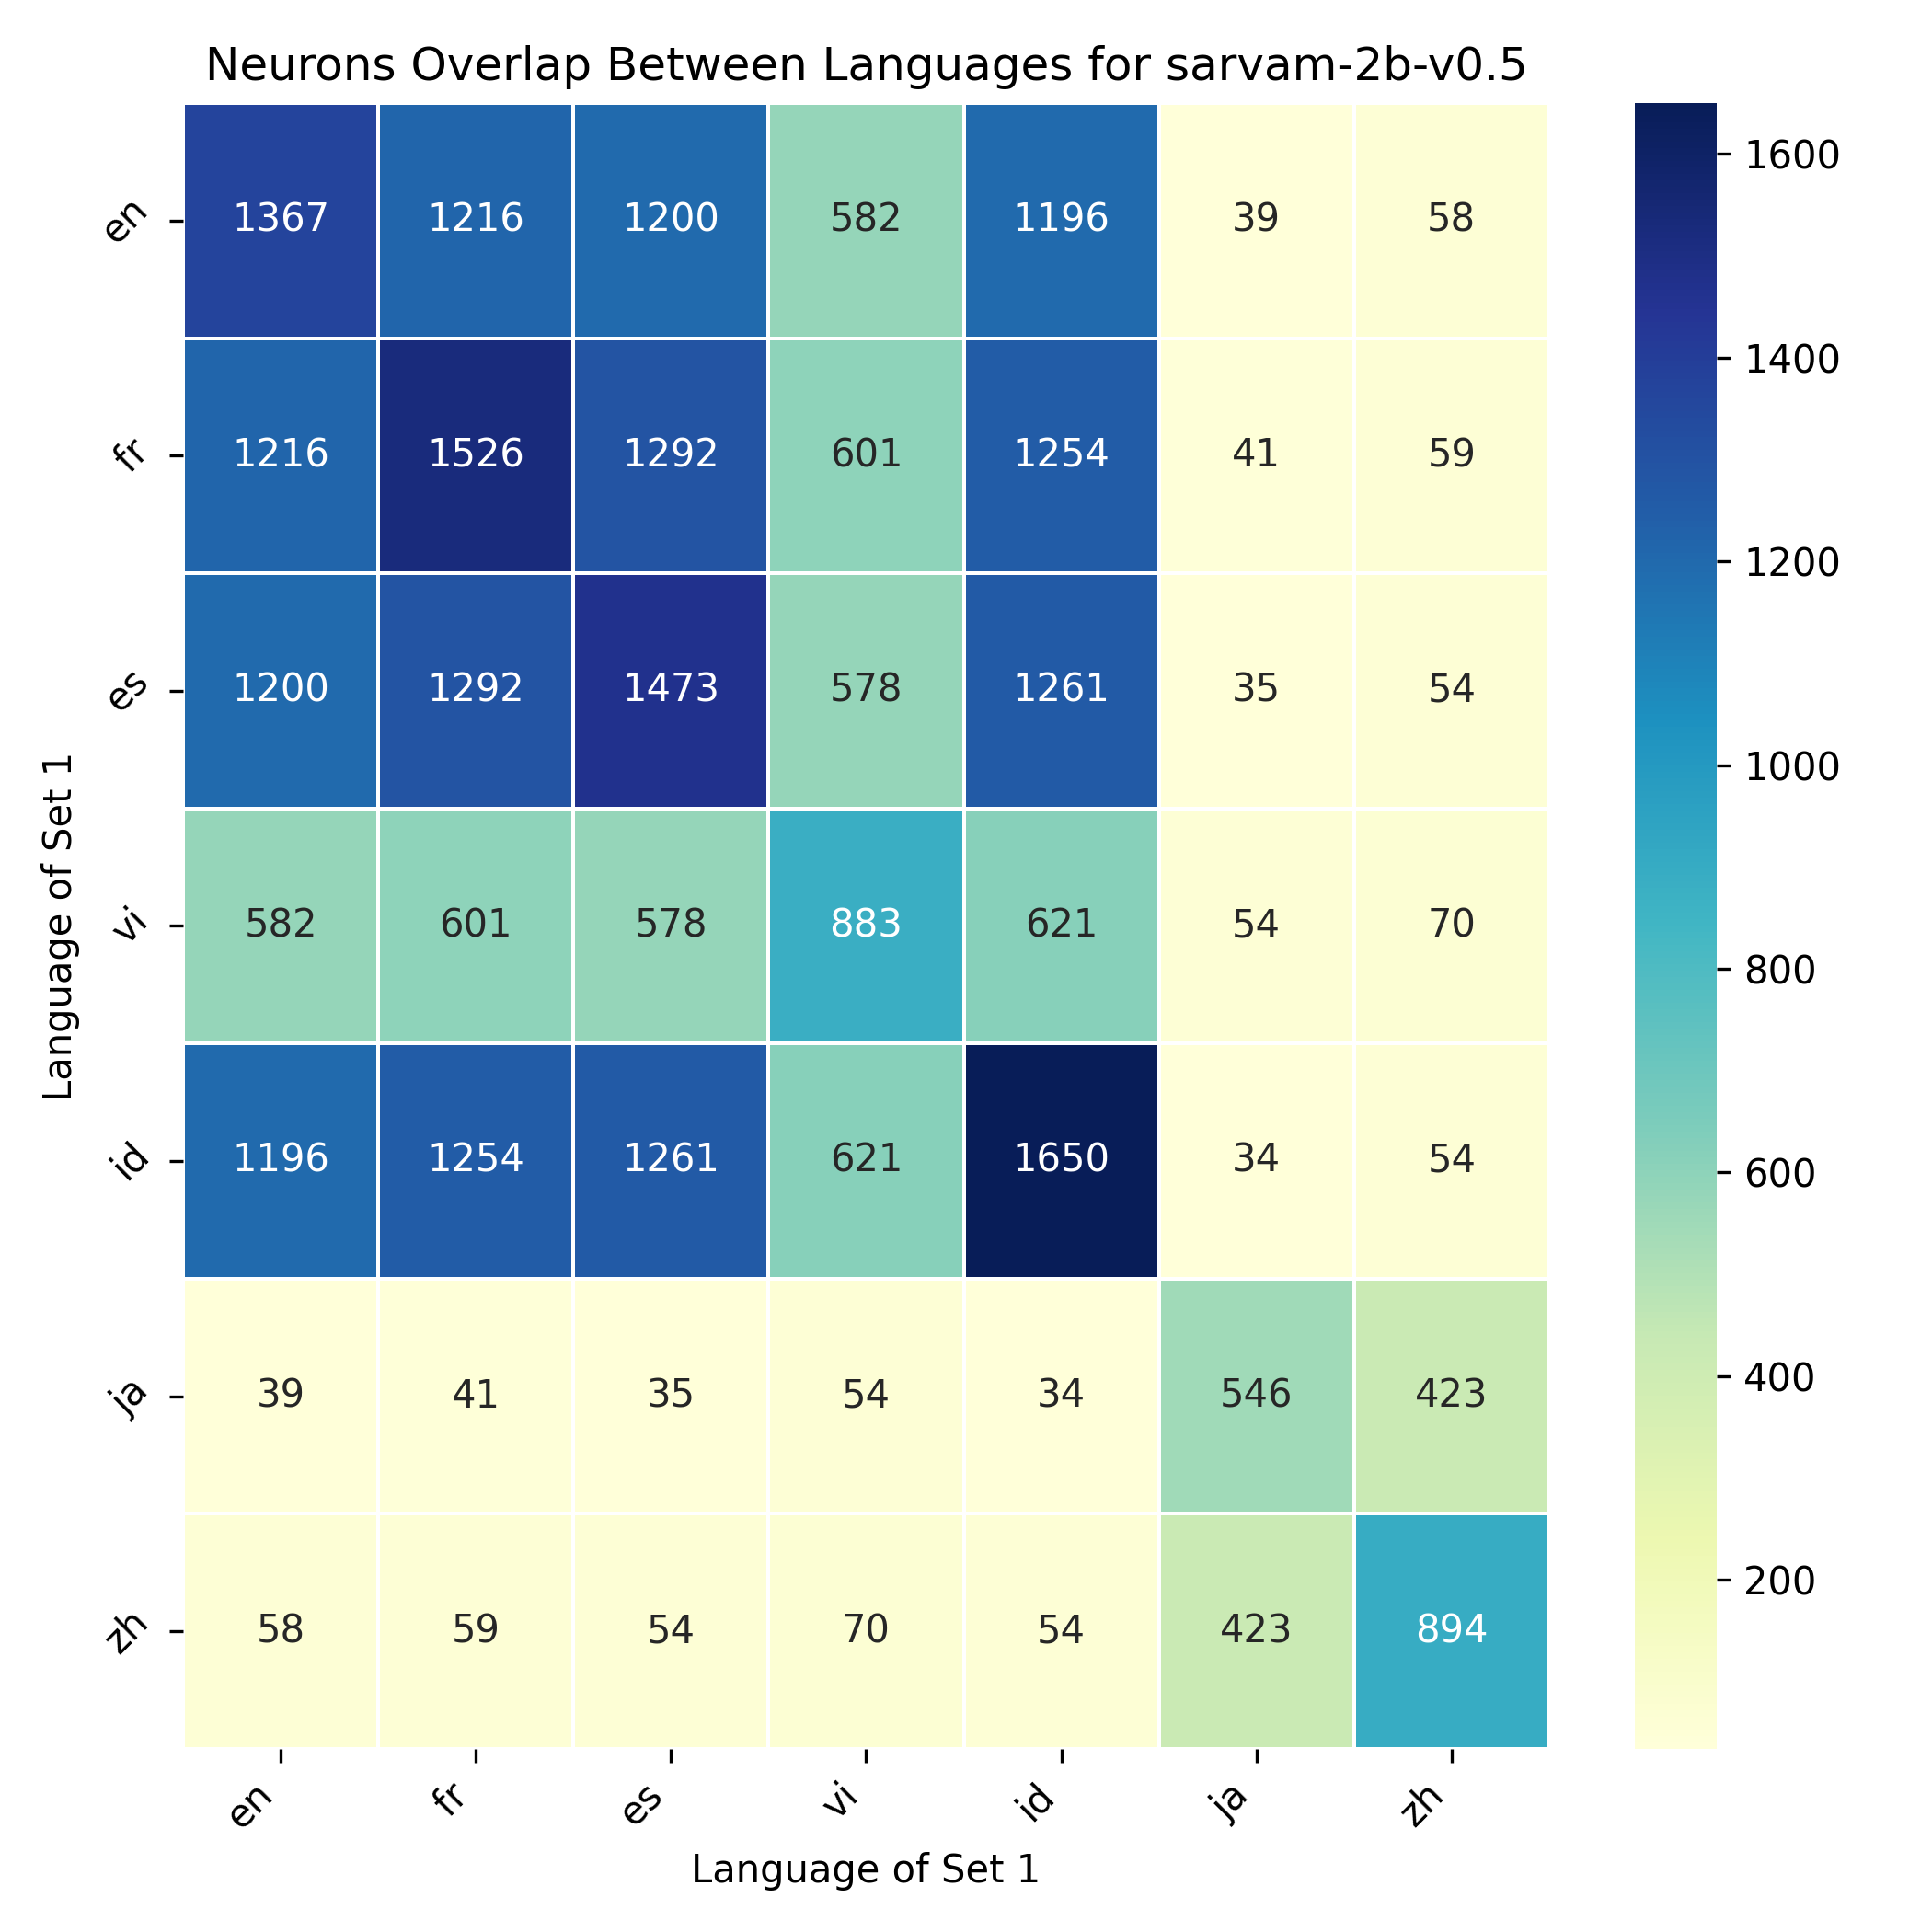 Neurons Overlap Between Languages for sarvam-2b-v0.5
en 1367 1216 1200 582 1196 39 58
fr 1216 1526 1292 601 1254 41 59
es 1200 1292 1473 578 1261 35 54
vi 582 601 578 883 621 54 70
id 1196 1254 1261 621 1650 34 54
ja 39 41 35 54 34 546 423
zh 58 59 54 70 54 423 894
en fr es vi id ja zh
Language of Set 1
Language of Set 1
1600
1400
1200
1000
800
600
400
200